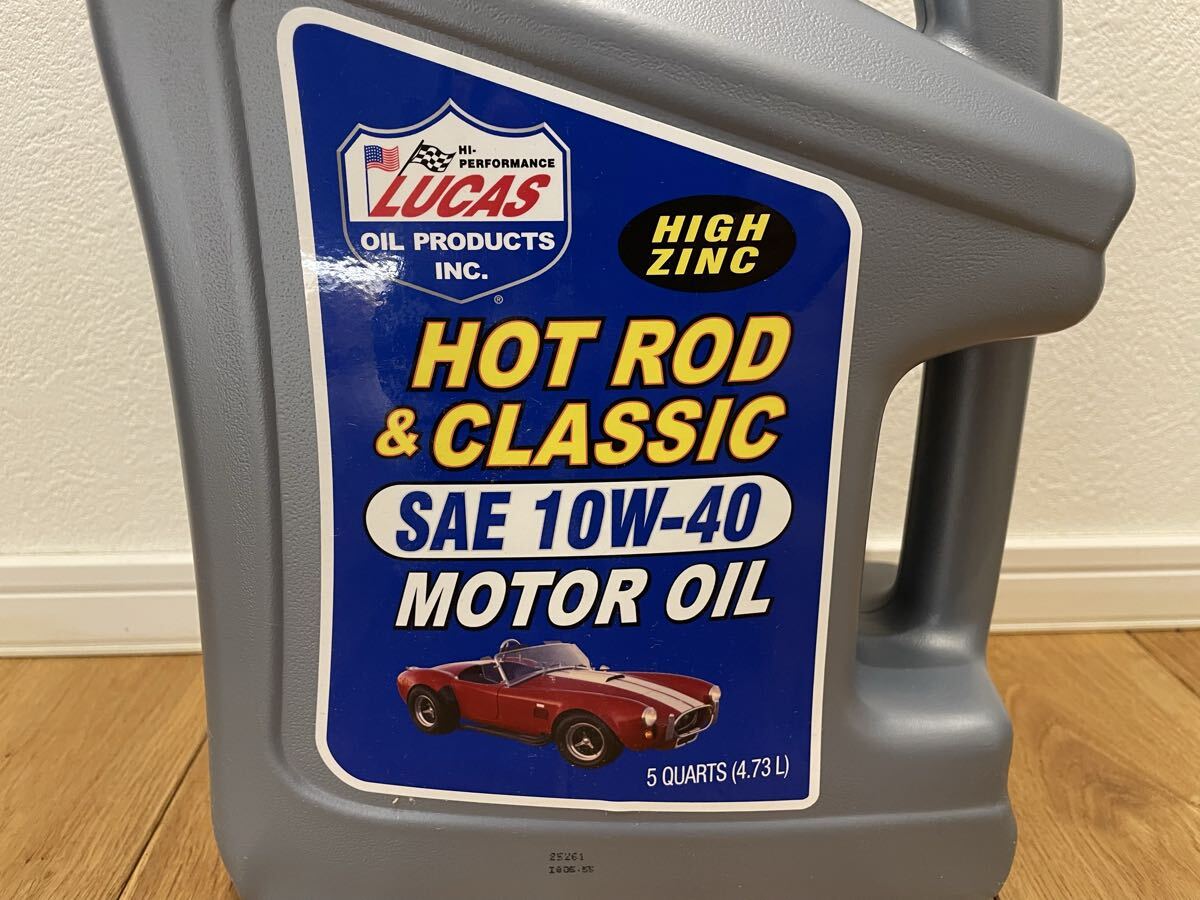 HI-
PERFORMANCE
LUCAS
OIL PRODUCTS
INC.
®
HIGH
ZINC
HOT ROD
& CLASSIC
SAE 10W-40
MOTOR OIL
5 QUARTS (4.73 L)